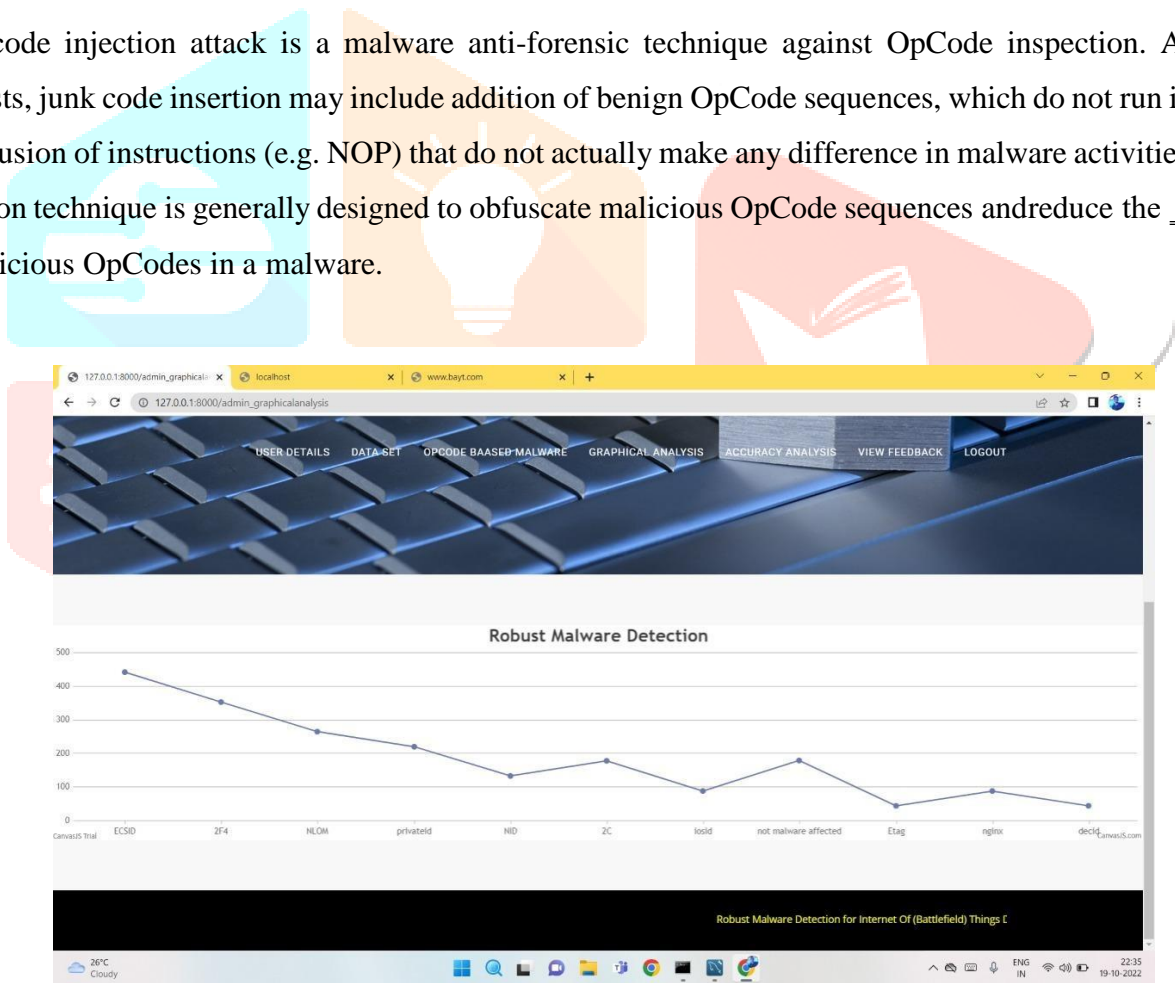 code injection attack is a malware anti-forensic technique against OpCode inspection. A
sts, junk code insertion may include addition of benign OpCode sequences, which do not run i
usion of instructions (e.g. NOP) that do not actually make any difference in malware activitie
on technique is generally designed to obfuscate malicious OpCode sequences andreduce the
icious OpCodes in a malware.
127.0.0.1:8000/admin_graphicala
localhost
www.bayt.com
127.0.0.1:8000/admin_graphicalanalysis
USER DETAILS DATA SET OPCODE BAASED MALWARE GRAPHICAL ANALYSIS ACCURACY ANALYSIS VIEW FEEDBACK LOGOUT
Robust Malware Detection
500
400
300
200
100
0
ECSID 2F4 NLOM privateId NID 2C iosid not malware affected Etag nginx decid
CanvasJS Trial
CanvasJS.com
Robust Malware Detection for Internet Of (Battlefield) Things D
26°C
Cloudy
ENG
IN
22:35
19-10-2022